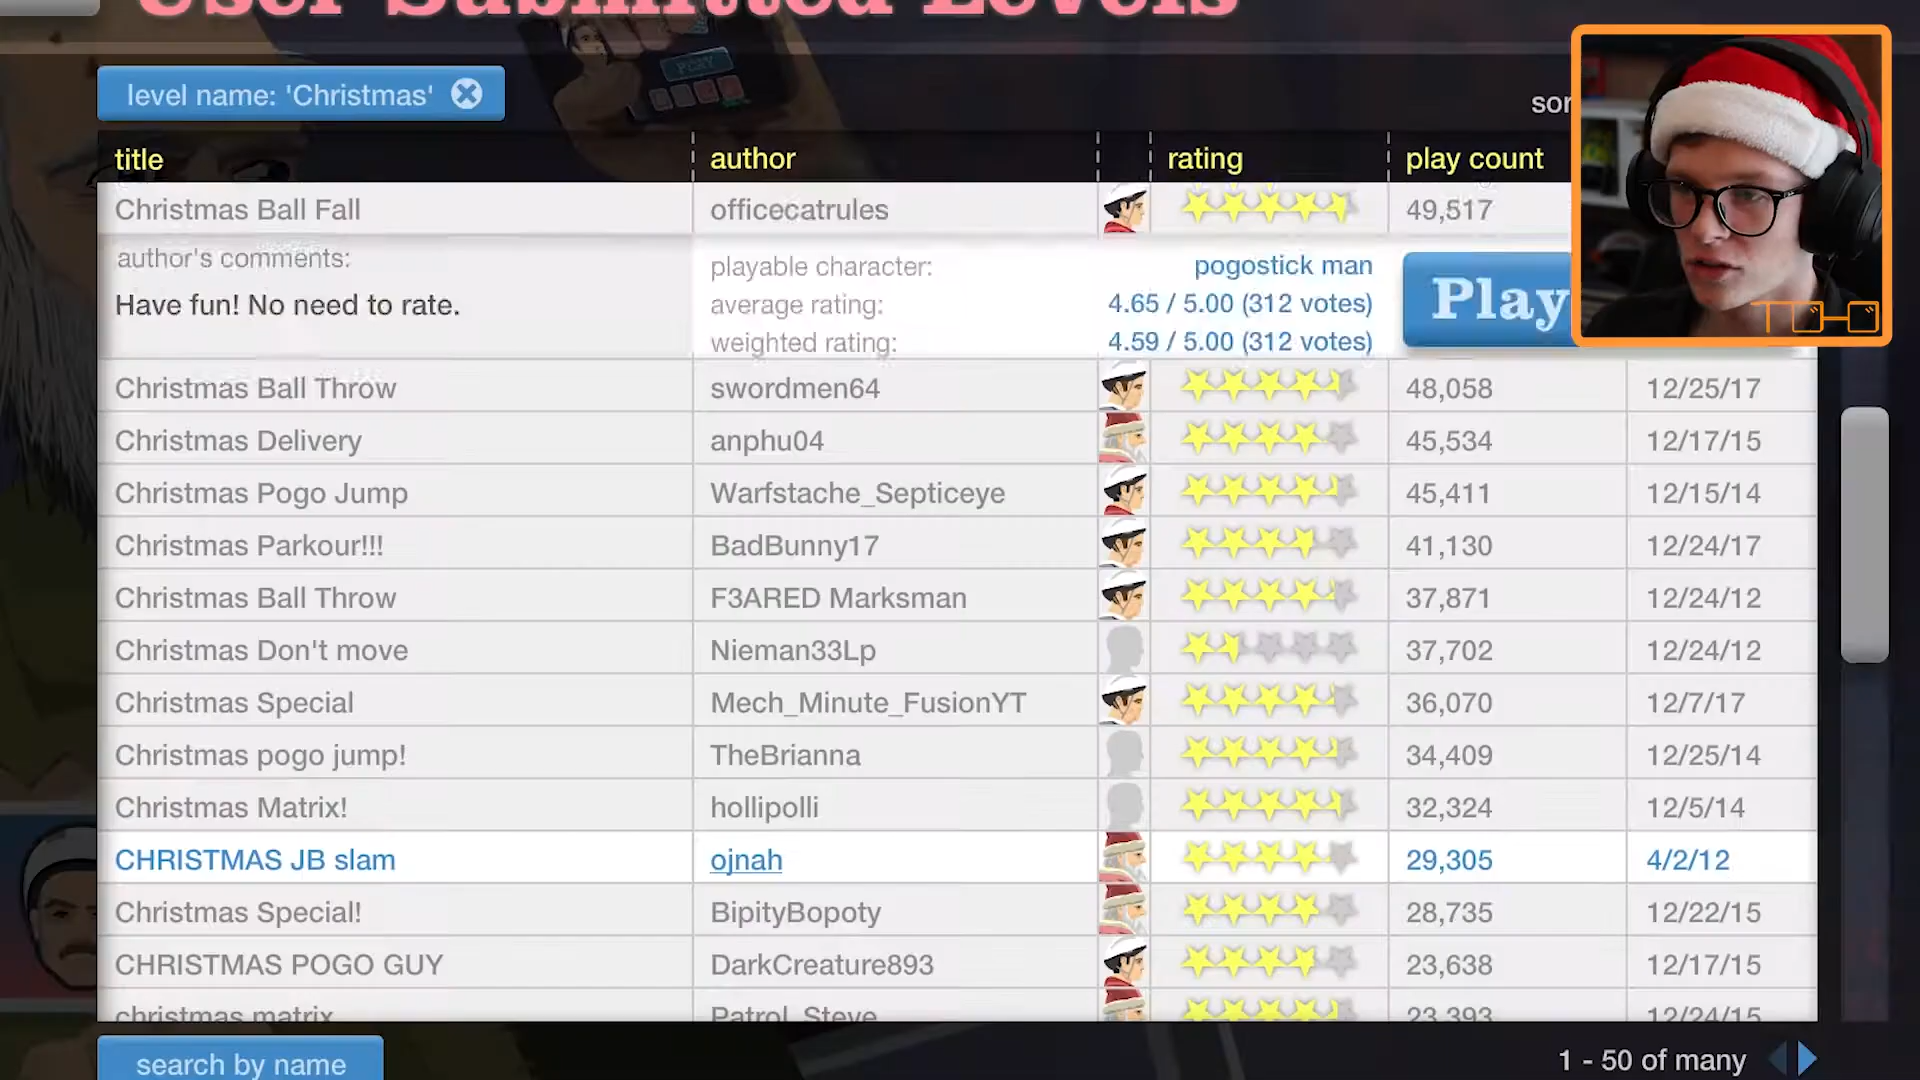 User Submitted Levels
level name: 'Christmas'
sor
title author rating play count
Christmas Ball Fall officecatrules 49,517
author's comments:
Have fun! No need to rate.
playable character: pogostick man
average rating: 4.65 / 5.00 (312 votes)
weighted rating: 4.59 / 5.00 (312 votes)
Play
Christmas Ball Throw swordmen64 48,058 12/25/17
Christmas Delivery anphu04 45,534 12/17/15
Christmas Pogo Jump Warfstache_Septiceye 45,411 12/15/14
Christmas Parkour!!! BadBunny17 41,130 12/24/17
Christmas Ball Throw F3ARED Marksman 37,871 12/24/12
Christmas Don't move Nieman33Lp 37,702 12/24/12
Christmas Special Mech_Minute_FusionYT 36,070 12/7/17
Christmas pogo jump! TheBrianna 34,409 12/25/14
Christmas Matrix! hollipolli 32,324 12/5/14
CHRISTMAS JB slam ojnah 29,305 4/2/12
Christmas Special! BipityBopoty 28,735 12/22/15
CHRISTMAS POGO GUY DarkCreature893 23,638 12/17/15
christmas matrix Patrol_Steve 23,393 12/24/15
search by name
1 - 50 of many